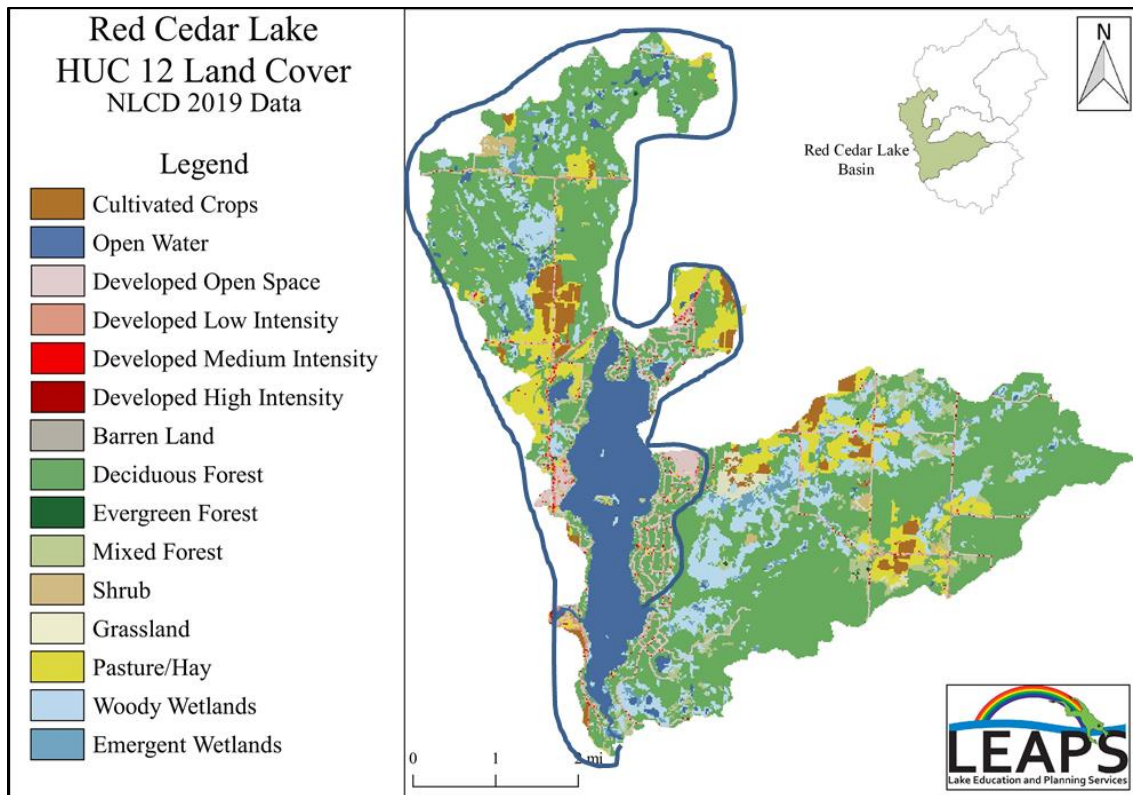 Red Cedar Lake
HUC 12 Land Cover
NLCD 2019 Data
Legend
Cultivated Crops
Open Water
Developed Open Space
Developed Low Intensity
Developed Medium Intensity
Developed High Intensity
Barren Land
Deciduous Forest
Evergreen Forest
Mixed Forest
Shrub
Grassland
Pasture/Hay
Woody Wetlands
Emergent Wetlands
N
Red Cedar Lake
Basin
0 1 2 mi
LEAPS
Lake Education and Planning Services